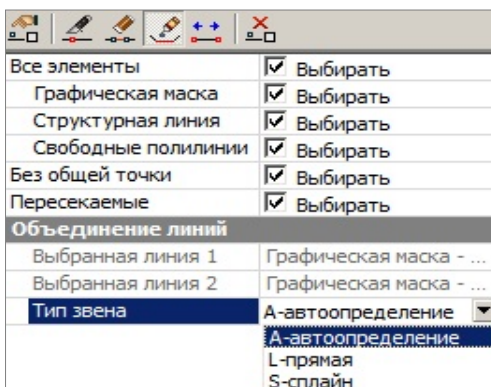 Все элементы Выбирать
Графическая маска Выбирать
Структурная линия Выбирать
Свободные полилинии Выбирать
Без общей точки Выбирать
Пересекаемые Выбирать
Объединение линий
Выбранная линия 1 Графическая маска - ...
Выбранная линия 2 Графическая маска - ...
Тип звена А-автоопределение
А-автоопределение
L-прямая
S-сплайн